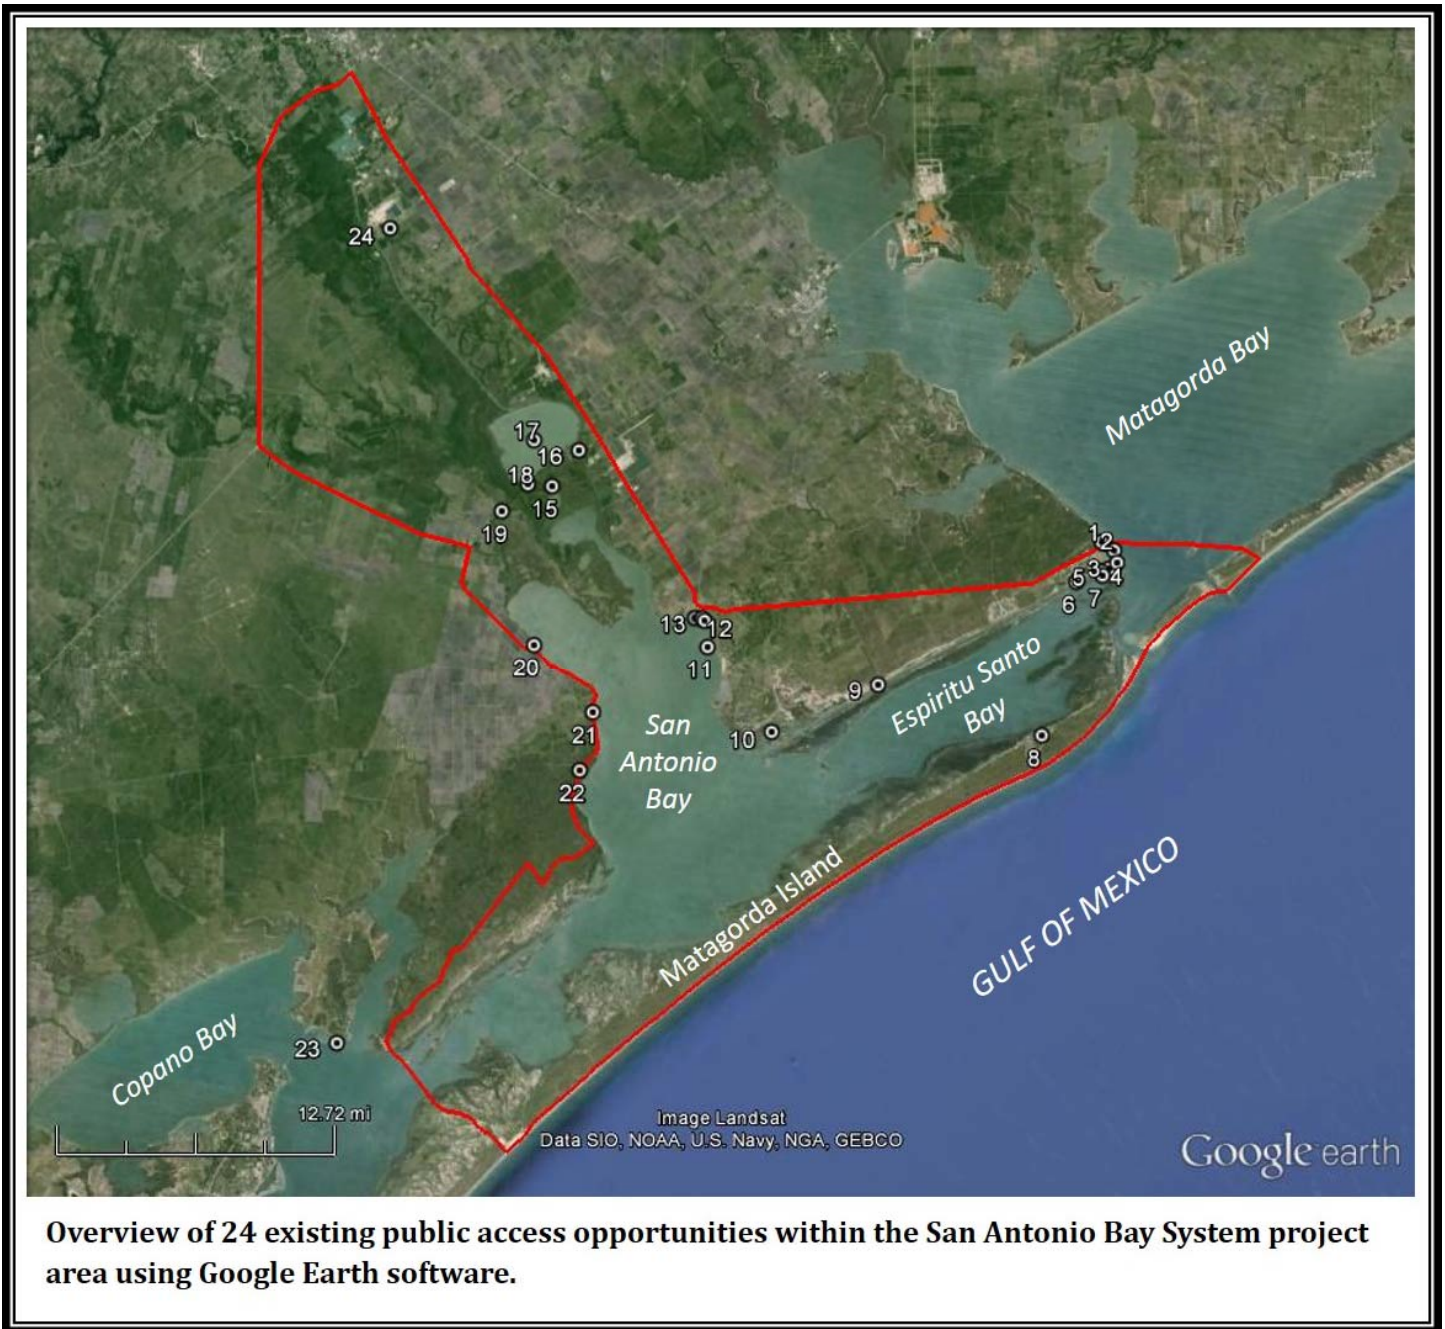 24
17
16
18
15
19
Matagorda Bay
1
2
3
5
4
6
7
13
12
11
20
9
Espiritu Santo
Bay
21
San
Antonio
Bay
10
8
22
Matagorda Island
GULF OF MEXICO
23
Copano Bay
12.72 mi
Image Landsat
Data SIO, NOAA, U.S. Navy, NGA, GEBCO
Google earth
Overview of 24 existing public access opportunities within the San Antonio Bay System project
area using Google Earth software.